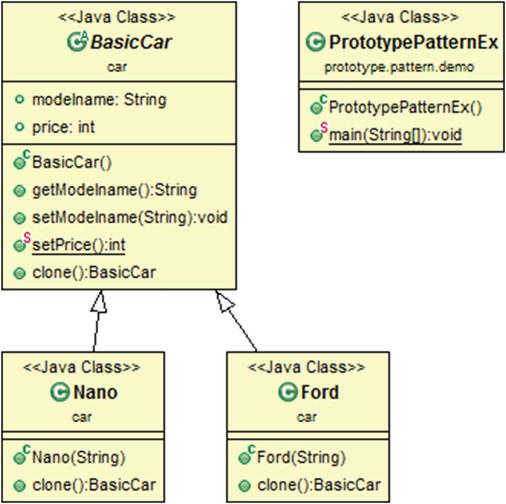 <<Java Class>>
BasicCar
car
modelname: String
price: int
BasicCar()
getModelname():String
setModelname(String):void
setPrice():int
clone():BasicCar
<<Java Class>>
PrototypePatternEx
prototype.pattern.demo
PrototypePatternEx()
main(String[]):void
<<Java Class>>
Nano
car
Nano(String)
clone():BasicCar
<<Java Class>>
Ford
car
Ford(String)
clone():BasicCar